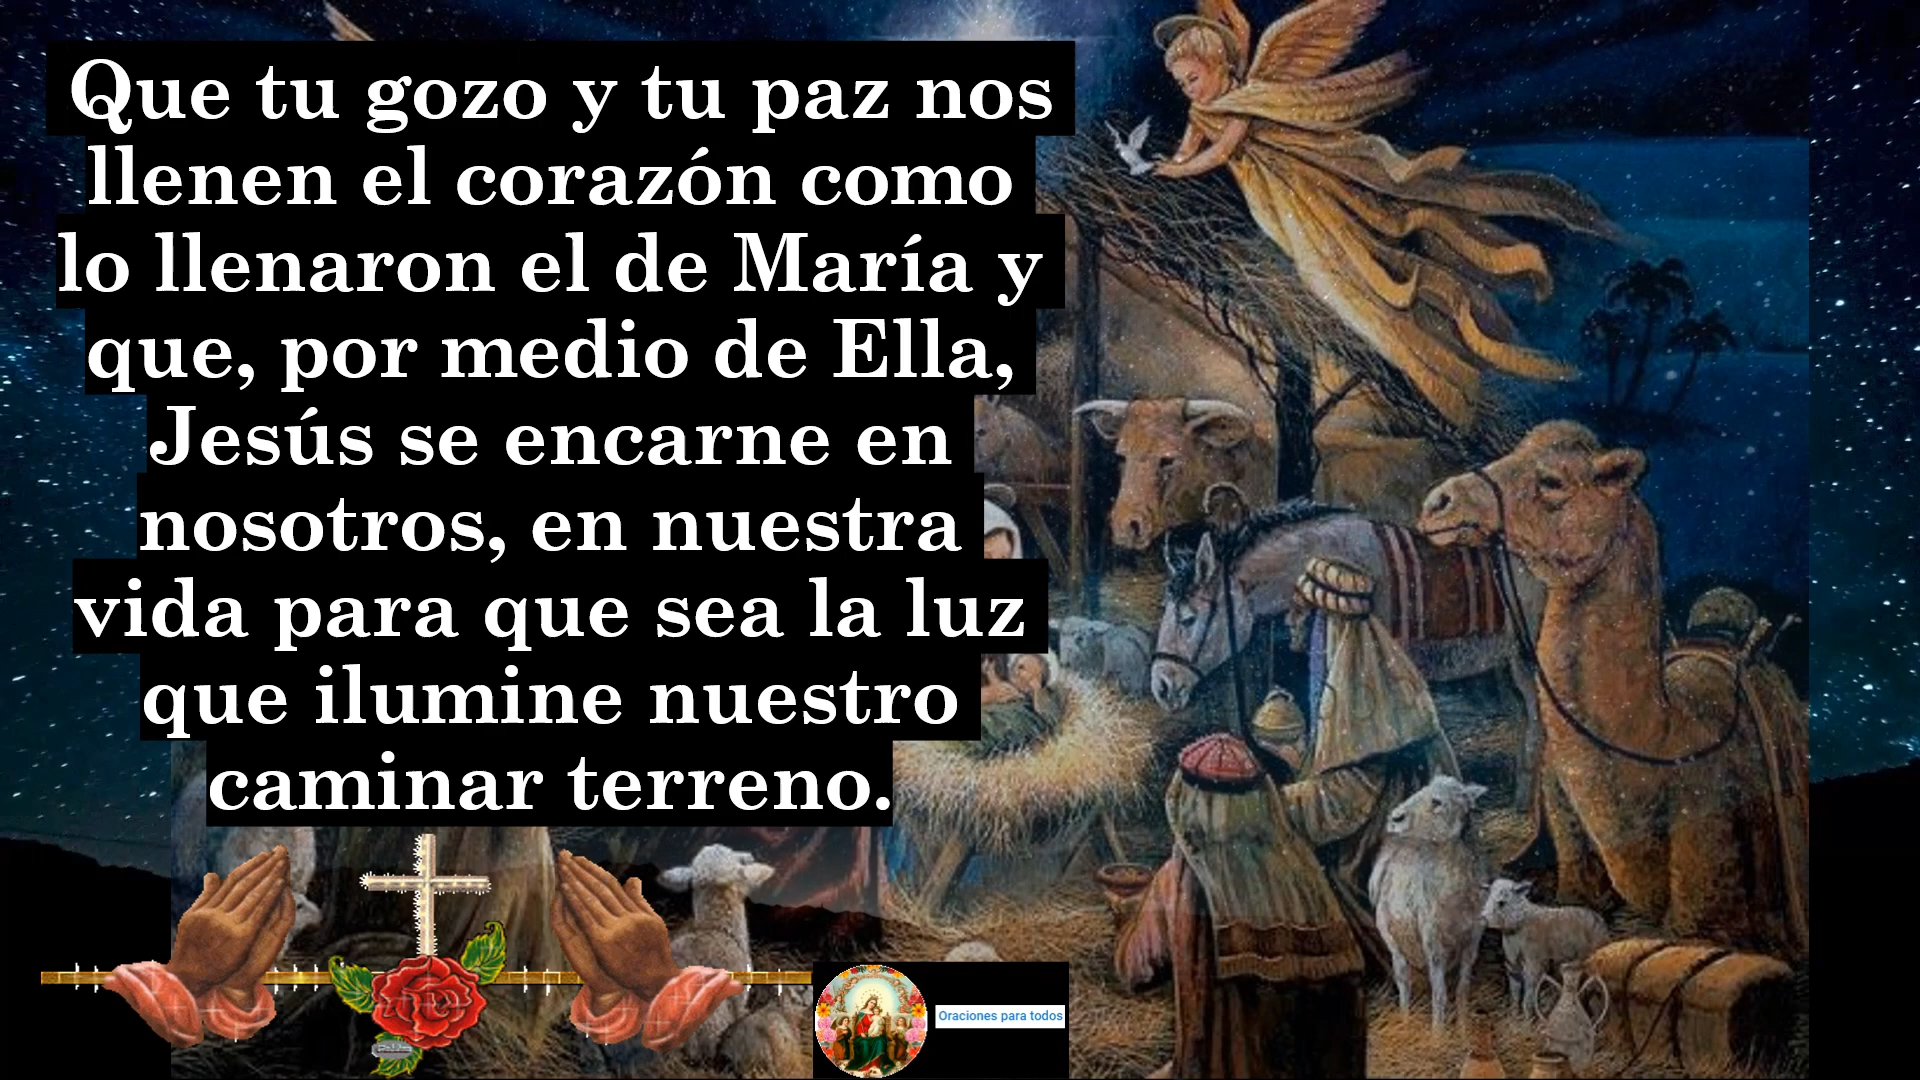 Que tu gozo y tu paz nos
llenen el corazón como
lo llenaron el de María y
que, por medio de Ella,
Jesús se encarne en
nosotros, en nuestra
vida para que sea la luz
que ilumine nuestro
caminar terreno.
Oraciones para todos